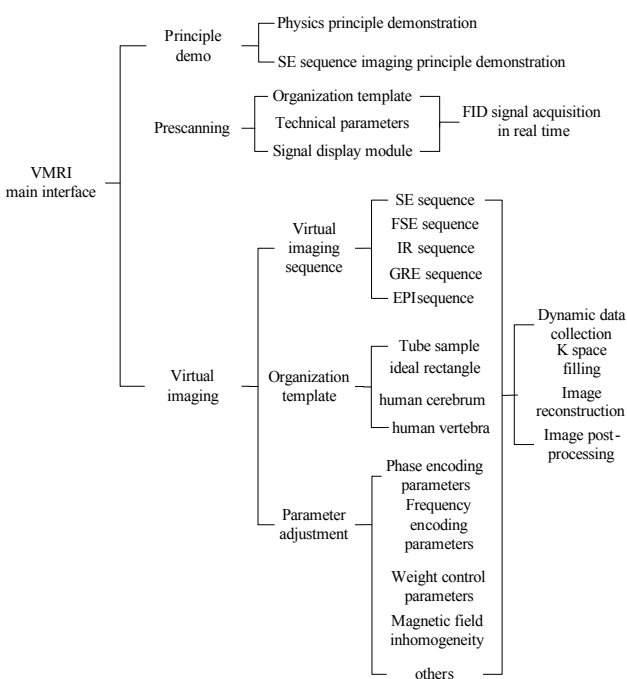 Principle
demo
Physics principle demonstration
SE sequence imaging principle demonstration
Prescanning
Organization template
Technical parameters
Signal display module
FID signal acquisition
in real time
VMRI
main interface
Virtual
imaging
Virtual
imaging
sequence
SE sequence
FSE sequence
IR sequence
GRE sequence
EPIsequence
Organization
template
Tube sample
ideal rectangle
human cerebrum
human vertebra
Parameter
adjustment
Phase encoding
parameters
Frequency
encoding
parameters
Weight control
parameters
Magnetic field
inhomogeneity
others
Dynamic data
collection
K space
filling
Image
reconstruction
Image post-
processing